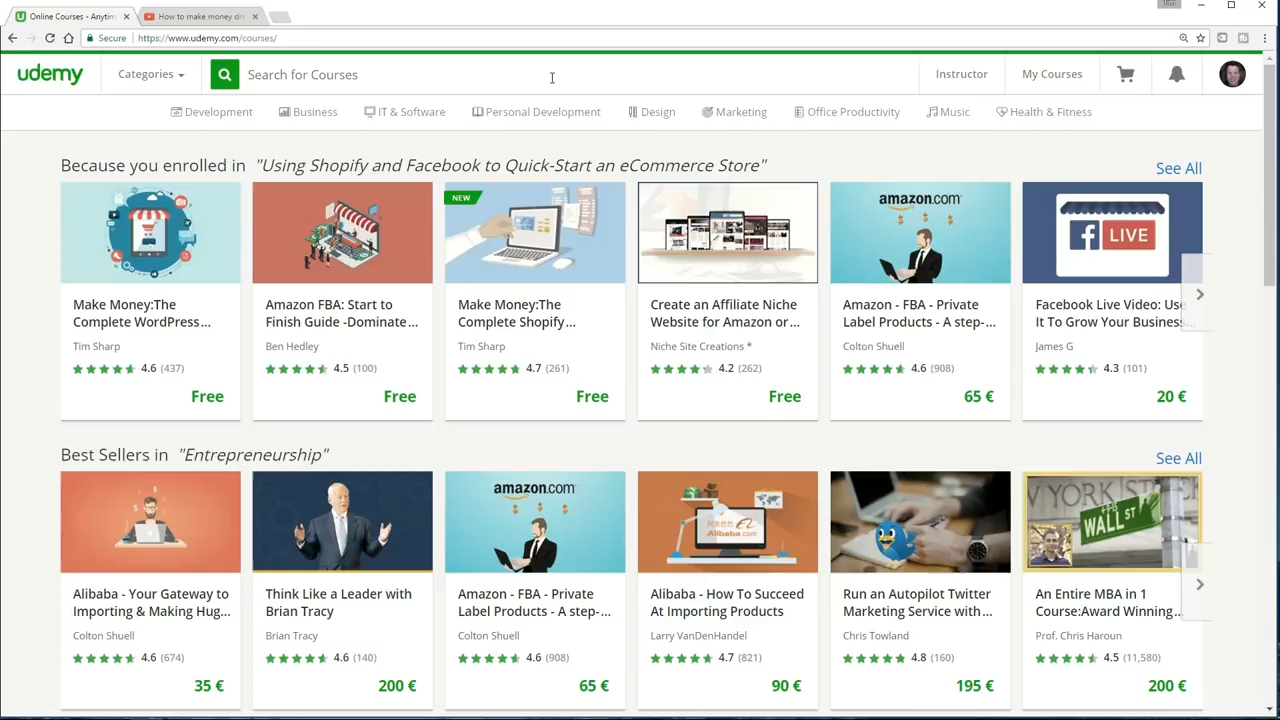 Online Courses - Anytim
How to make money dr
Secure https://www.udemy.com/courses/
udemy
Categories
Search for Courses
Instructor
My Courses
Development
Business
IT & Software
Personal Development
Design
Marketing
Office Productivity
Music
Health & Fitness
Because you enrolled in "Using Shopify and Facebook to Quick-Start an eCommerce Store"
See All
NEW
amazon.com
LIVE
Make Money:The
Complete WordPress...
Tim Sharp
4.6 (437)
Free
Amazon FBA: Start to
Finish Guide -Dominate...
Ben Hedley
4.5 (100)
Free
Make Money:The
Complete Shopify...
Tim Sharp
4.7 (261)
Free
Create an Affiliate Niche
Website for Amazon or...
Niche Site Creations *
4.2 (262)
Free
Amazon - FBA - Private
Label Products - A step-...
Colton Shuell
4.6 (908)
65 €
Facebook Live Video: Use
It To Grow Your Business...
James G
4.3 (101)
20 €
Best Sellers in "Entrepreneurship"
See All
amazon.com
Alibaba.com
YORK ST
WALL ST
Alibaba - Your Gateway to
Importing & Making Hug...
Colton Shuell
4.6 (674)
35 €
Think Like a Leader with
Brian Tracy
Brian Tracy
4.6 (140)
200 €
Amazon - FBA - Private
Label Products - A step-...
Colton Shuell
4.6 (908)
65 €
Alibaba - How To Succeed
At Importing Products
Larry VanDenHandel
4.7 (821)
90 €
Run an Autopilot Twitter
Marketing Service with...
Chris Towland
4.8 (160)
195 €
An Entire MBA in 1
Course:Award Winning...
Prof. Chris Haroun
4.5 (11,580)
200 €